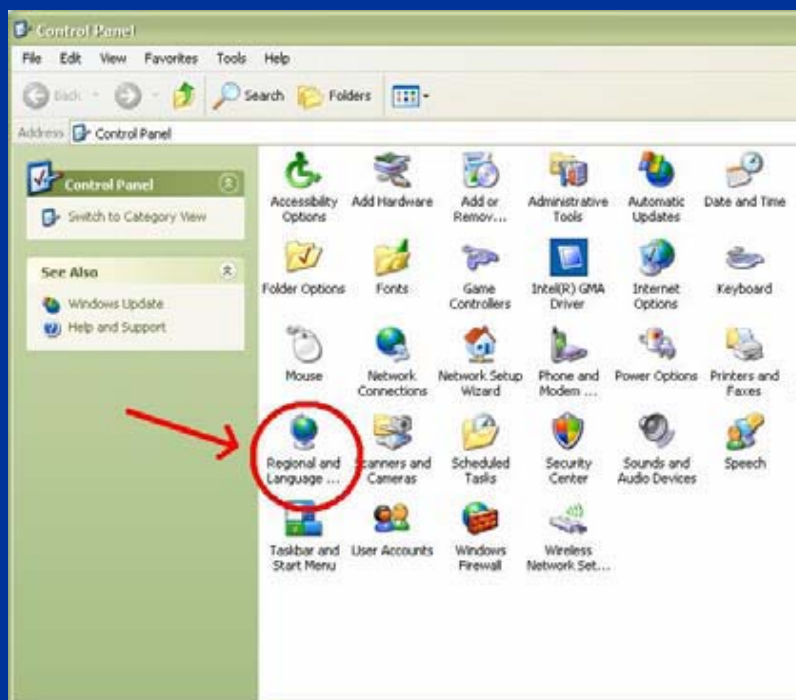 Control Panel
File Edit View Favorites Tools Help
Back Search Folders
Address Control Panel
Control Panel
Switch to Category View
See Also
Windows Update
Help and Support
Accessibility Options
Add Hardware
Add or Remov...
Administrative Tools
Automatic Updates
Date and Time
Folder Options
Fonts
Game Controllers
Intel(R) GMA Driver
Internet Options
Keyboard
Mouse
Network Connections
Network Setup Wizard
Phone and Modem ...
Power Options
Printers and Faxes
Regional and Language ...
Scanners and Cameras
Scheduled Tasks
Security Center
Sounds and Audio Devices
Speech
Taskbar and Start Menu
User Accounts
Windows Firewall
Wireless Network Set...